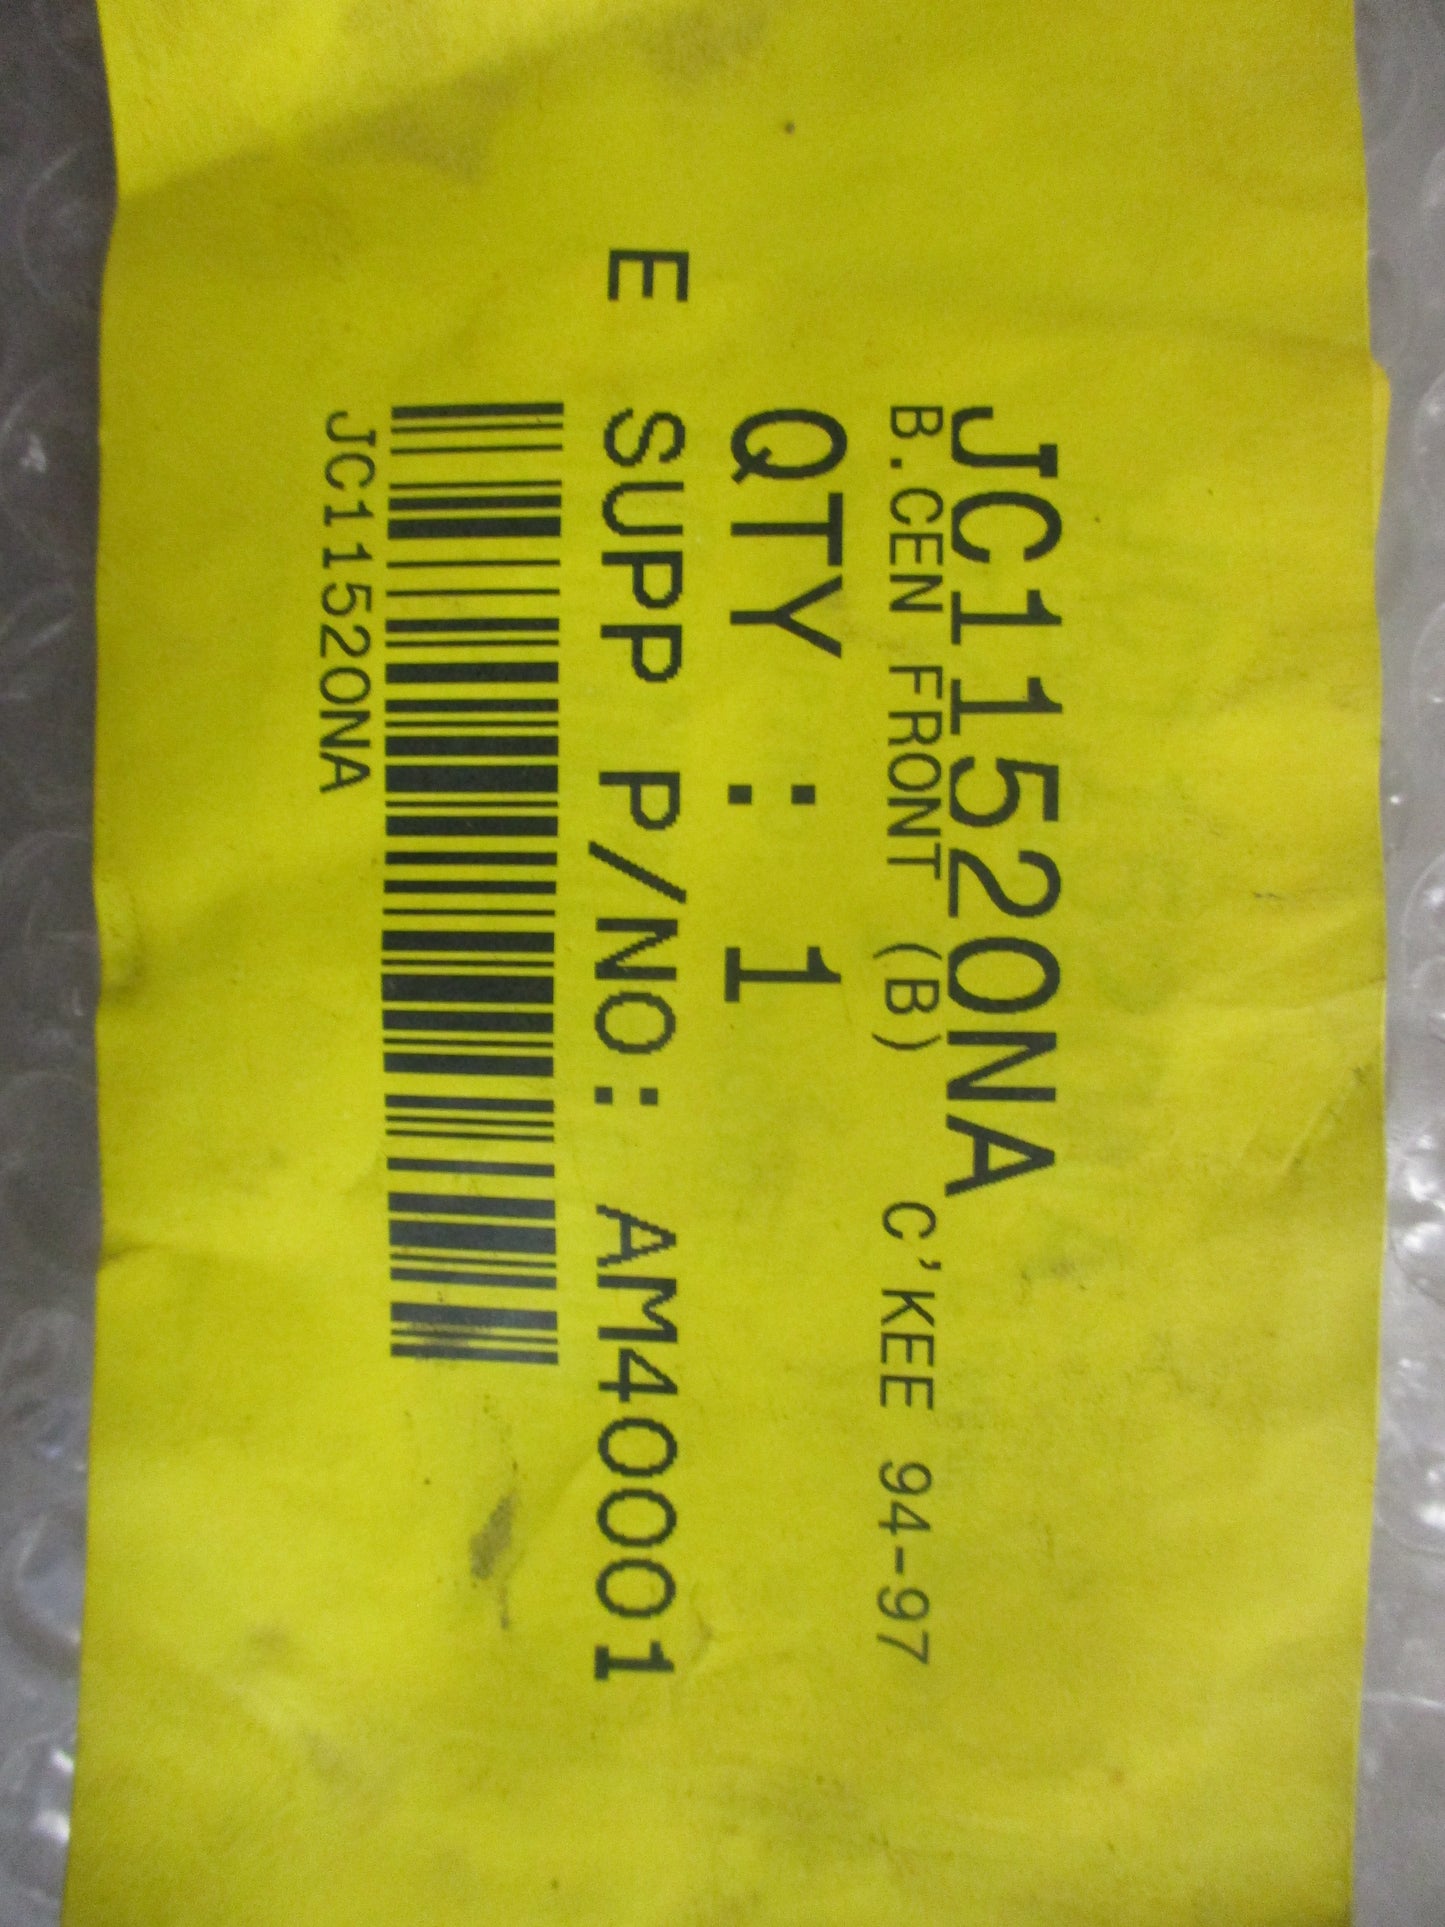 JC11520NA
B.CEN FRONT (B) C'KEE 94-97
QTY : 1
E SUPP P/NO: AM40001
JC11520NA